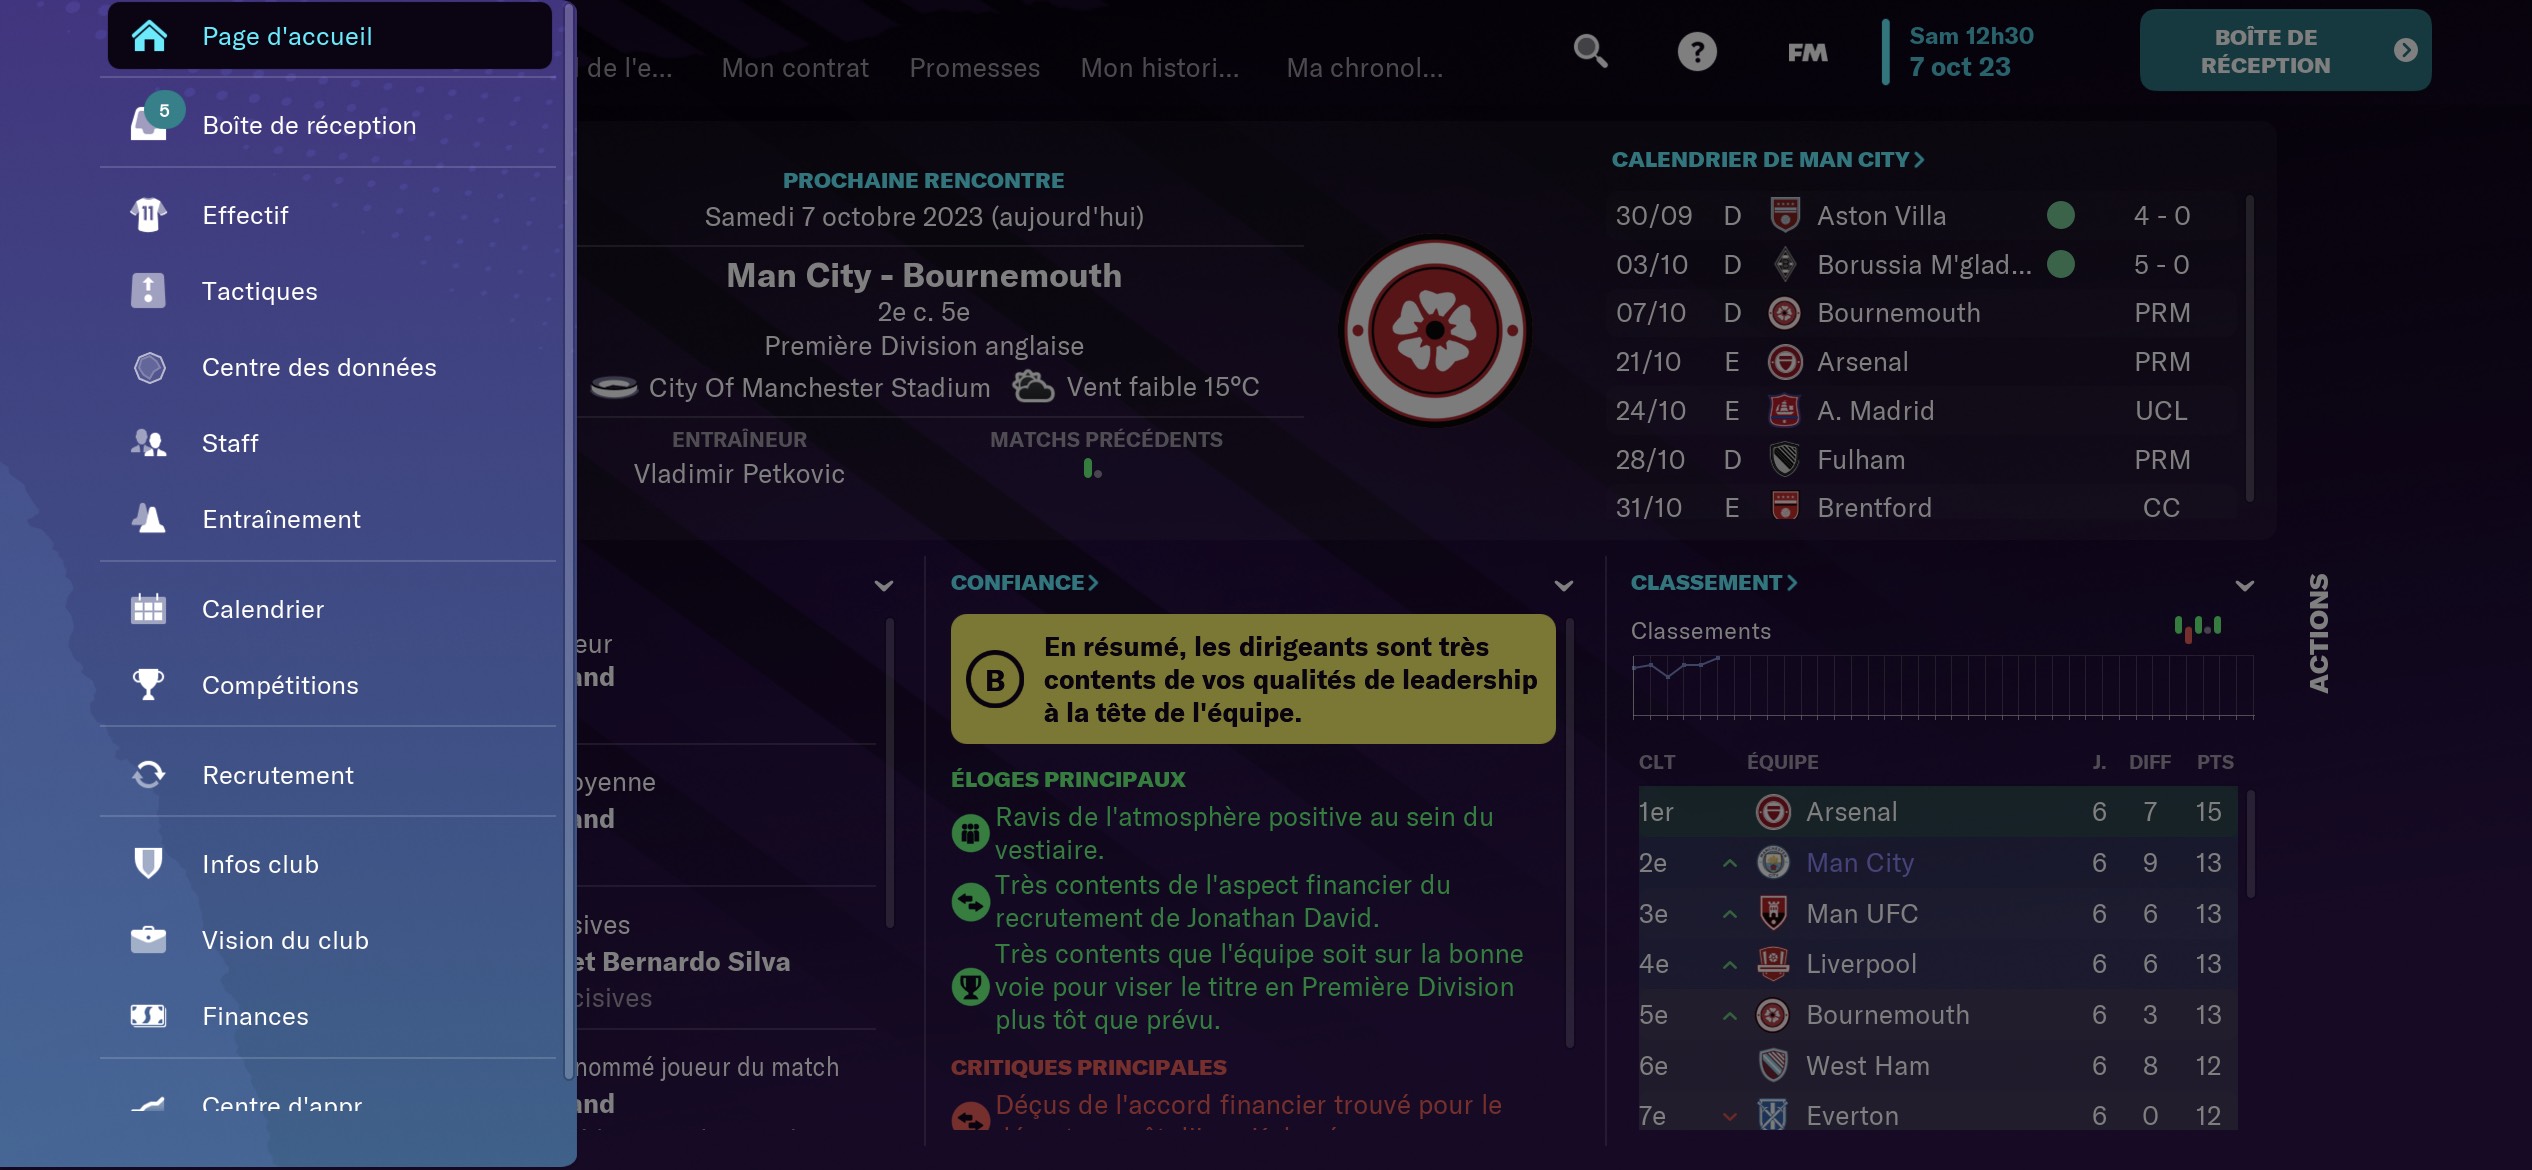 Page d'accueil
5
Boîte de réception
Effectif
Tactiques
Centre des données
Staff
Entraînement
Calendrier
Compétitions
Recrutement
Infos club
Vision du club
Finances
Centre d'appr
de l'e...
Mon contrat
Promesses
Mon histori...
Ma chronol...
?
FM
Sam 12h30
7 oct 23
BOÎTE DE
RÉCEPTION
PROCHAINE RENCONTRE
Samedi 7 octobre 2023 (aujourd'hui)
Man City - Bournemouth
2e c. 5e
Première Division anglaise
City Of Manchester Stadium
Vent faible 15°C
ENTRAÎNEUR
Vladimir Petkovic
MATCHS PRÉCÉDENTS
CALENDRIER DE MAN CITY
30/09 D Aston Villa 4 - 0
03/10 D Borussia M'glad... 5 - 0
07/10 D Bournemouth PRM
21/10 E Arsenal PRM
24/10 E A. Madrid UCL
28/10 D Fulham PRM
31/10 E Brentford CC
eur
and
oyenne
and
sives
et Bernardo Silva
cisives
nommé joueur du match
and
CONFIANCE
B
En résumé, les dirigeants sont très
contents de vos qualités de leadership
à la tête de l'équipe.
ÉLOGES PRINCIPAUX
Ravis de l'atmosphère positive au sein du
vestiaire.
Très contents de l'aspect financier du
recrutement de Jonathan David.
Très contents que l'équipe soit sur la bonne
voie pour viser le titre en Première Division
plus tôt que prévu.
CRITIQUES PRINCIPALES
Déçus de l'accord financier trouvé pour le
CLASSEMENT
Classements
CLT ÉQUIPE J. DIFF PTS
1er Arsenal 6 7 15
2e Man City 6 9 13
3e Man UFC 6 6 13
4e Liverpool 6 6 13
5e Bournemouth 6 3 13
6e West Ham 6 8 12
7e Everton 6 0 12
ACTIONS